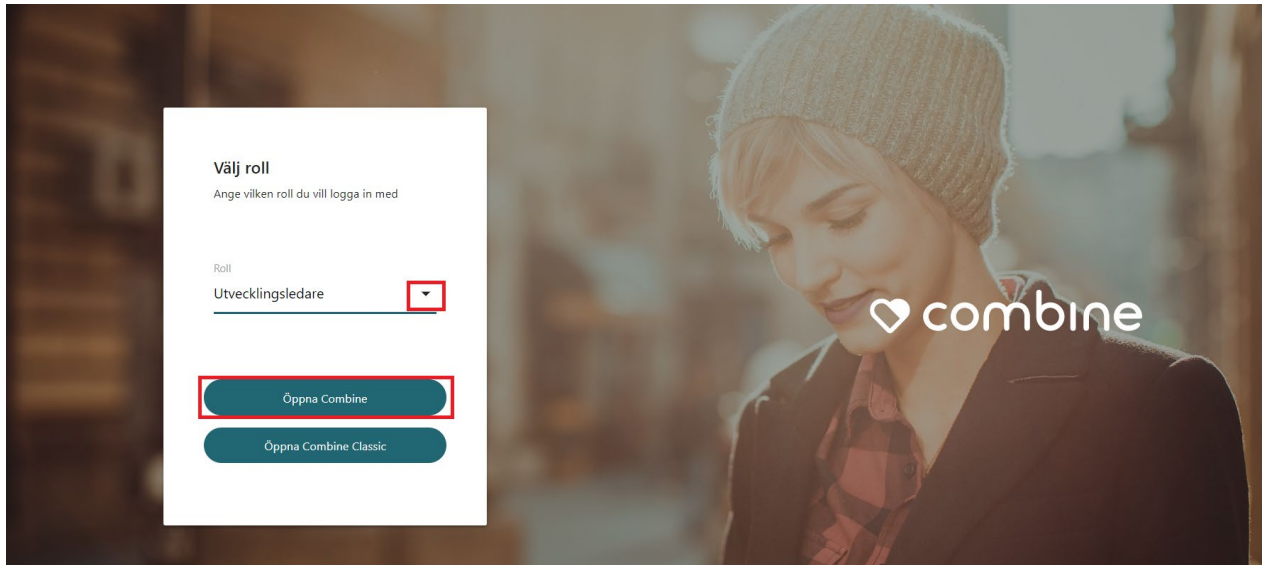 Välj roll
Ange vilken roll du vill logga in med
Roll
Utvecklingsledare
Öppna Combine
Öppna Combine Classic
combine